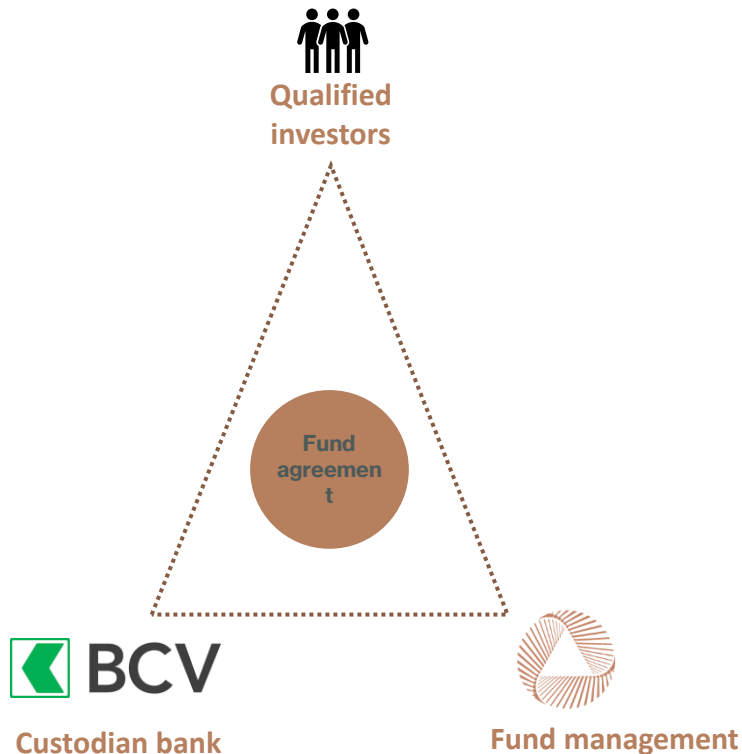 Qualified
investors
Fund
agreemen
t
BCV
Custodian bank
Fund management